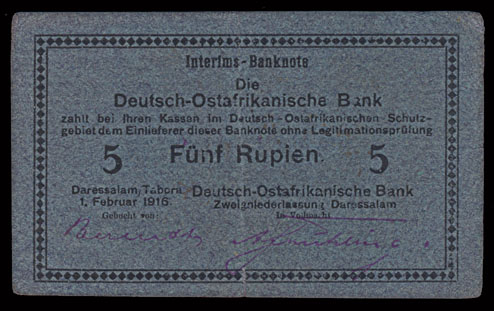 Interims-Banknote
Die
Deutsch-Ostafrikanische Bank
zahlt bei ihren Kassen im Deutsch-Ostafrikanischen Schutz-
gebiet dem Einlieferer dieser Banknote ohne Legitimationsprüfung
5 Fünf Rupien. 5
Daressalam/Tabora Deutsch-Ostafrikanische Bank
1. Februar 1916 Zweigniederlassung Daressalam
Gebucht von: In Vollmacht